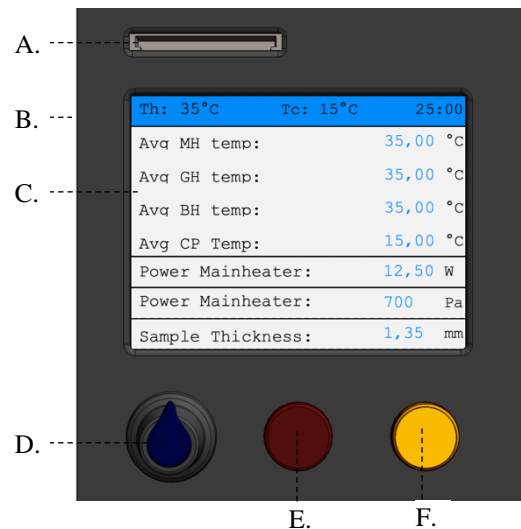 A.
B.
Th: 35°C Tc: 15°C 25:00
Avg MH temp: 35,00 °C
C.
Avg GH temp: 35,00 °C
Avg BH temp: 35,00 °C
Avg CP Temp: 15,00 °C
Power Mainheater: 12,50 W
Power Mainheater: 700 Pa
Sample Thickness: 1,35 mm
D.
E. F.